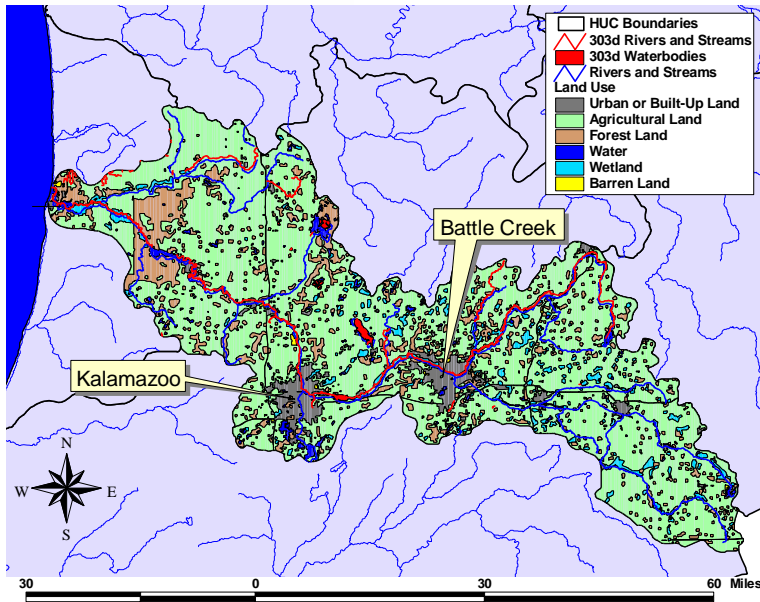 HUC Boundaries
303d Rivers and Streams
303d Waterbodies
Rivers and Streams
Land Use
Urban or Built-Up Land
Agricultural Land
Forest Land
Water
Wetland
Barren Land
Battle Creek
Kalamazoo
N
W E
S
30 0 30 60 Miles